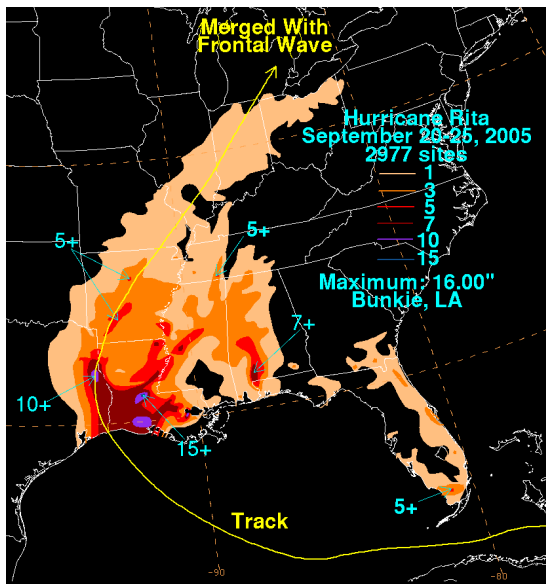 Merged With
Frontal Wave
Hurricane Rita
September 20-25, 2005
2977 sites
1
3
5
7
10
15
Maximum: 16.00"
Bunkie, LA
5+
5+
7+
10+
15+
5+
Track
-90
-80